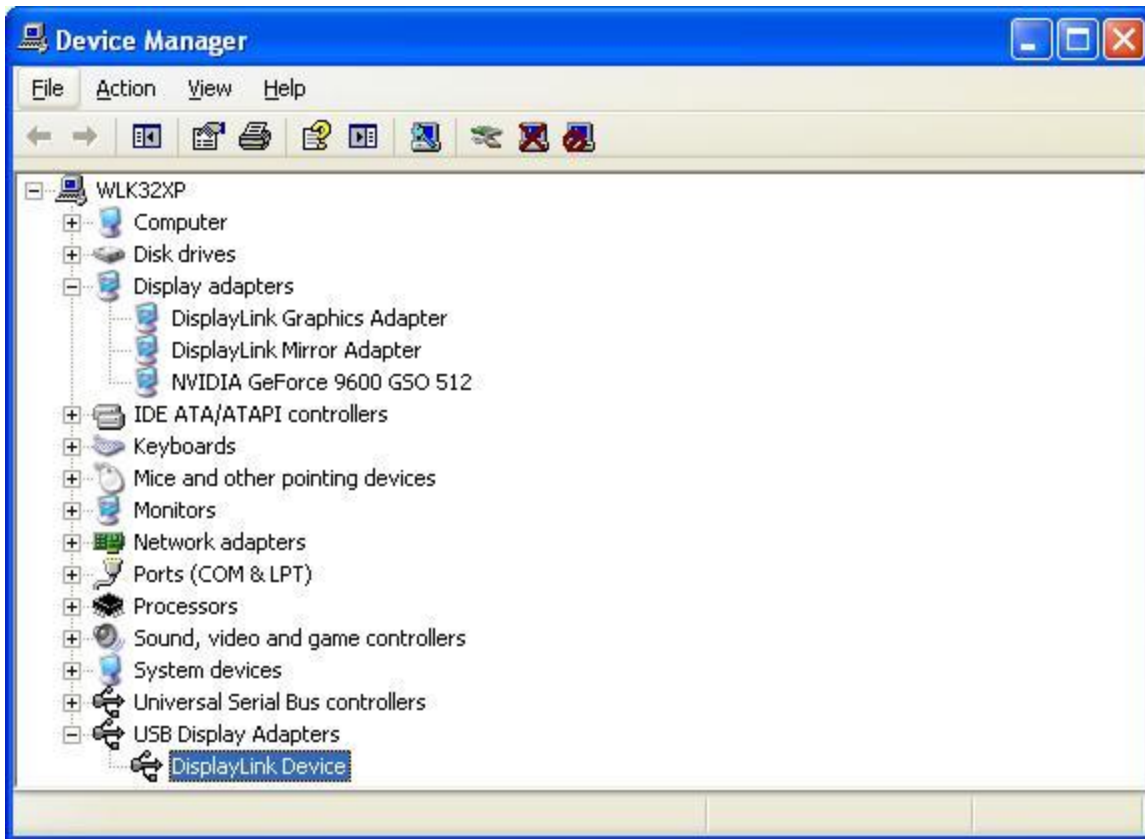 Device Manager
File Action View Help
WLK32XP
Computer
Disk drives
Display adapters
DisplayLink Graphics Adapter
DisplayLink Mirror Adapter
NVIDIA GeForce 9600 GSO 512
IDE ATA/ATAPI controllers
Keyboards
Mice and other pointing devices
Monitors
Network adapters
Ports (COM & LPT)
Processors
Sound, video and game controllers
System devices
Universal Serial Bus controllers
USB Display Adapters
DisplayLink Device